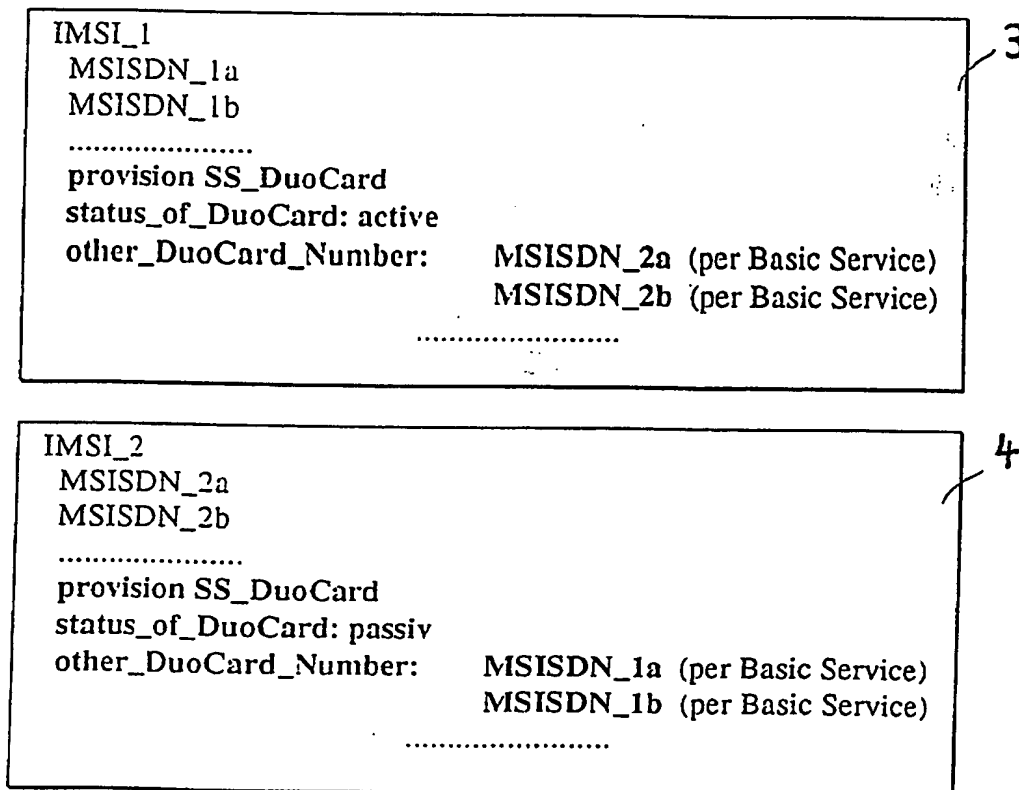 IMSI_1
MSISDN_1a
MSISDN_1b
......................
provision SS_DuoCard
status_of_DuoCard: active
other_DuoCard_Number: MSISDN_2a (per Basic Service)
MSISDN_2b (per Basic Service)
........................
3
IMSI_2
MSISDN_2a
MSISDN_2b
......................
provision SS_DuoCard
status_of_DuoCard: passiv
other_DuoCard_Number: MSISDN_1a (per Basic Service)
MSISDN_1b (per Basic Service)
........................
4